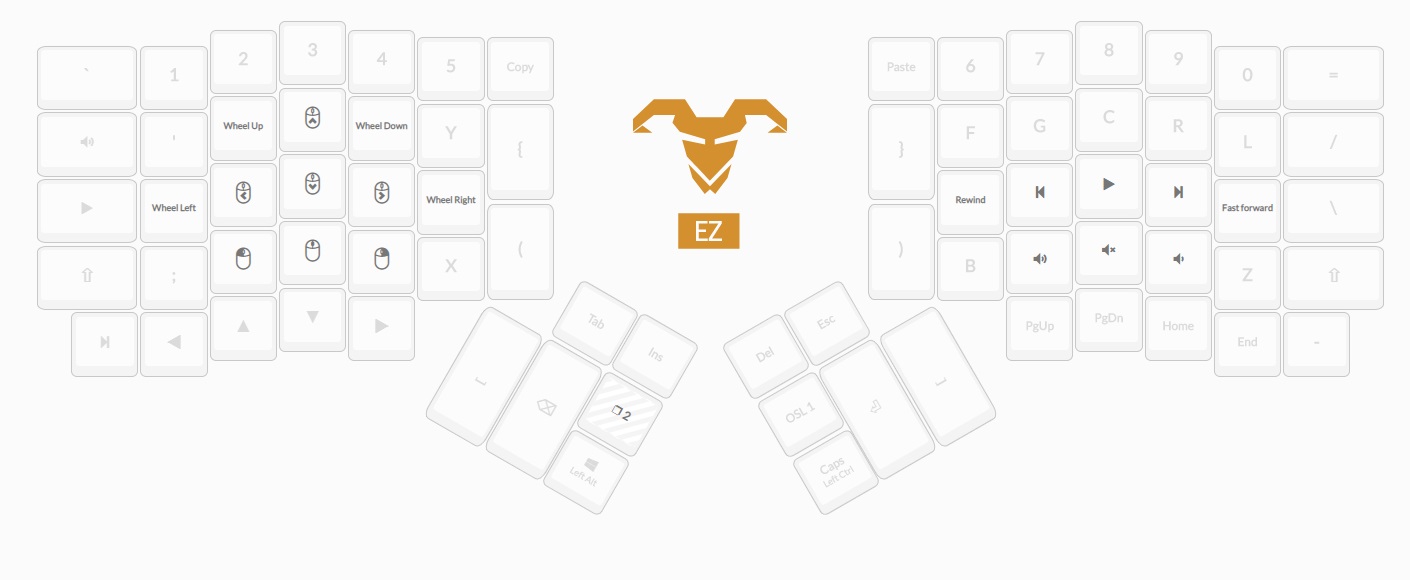 ` 1 2 3 4 5 Copy
Paste 6 7 8 9 0 =
' Wheel Up Wheel Down Y {
} F G C R L /
Wheel Left Wheel Right
Rewind Fast forward \
; X (
) B Z
PgUp PgDn Home End -
EZ
Tab Ins
[
2
Left Alt
Del Esc
]
OSL 1
Caps
Left Ctrl